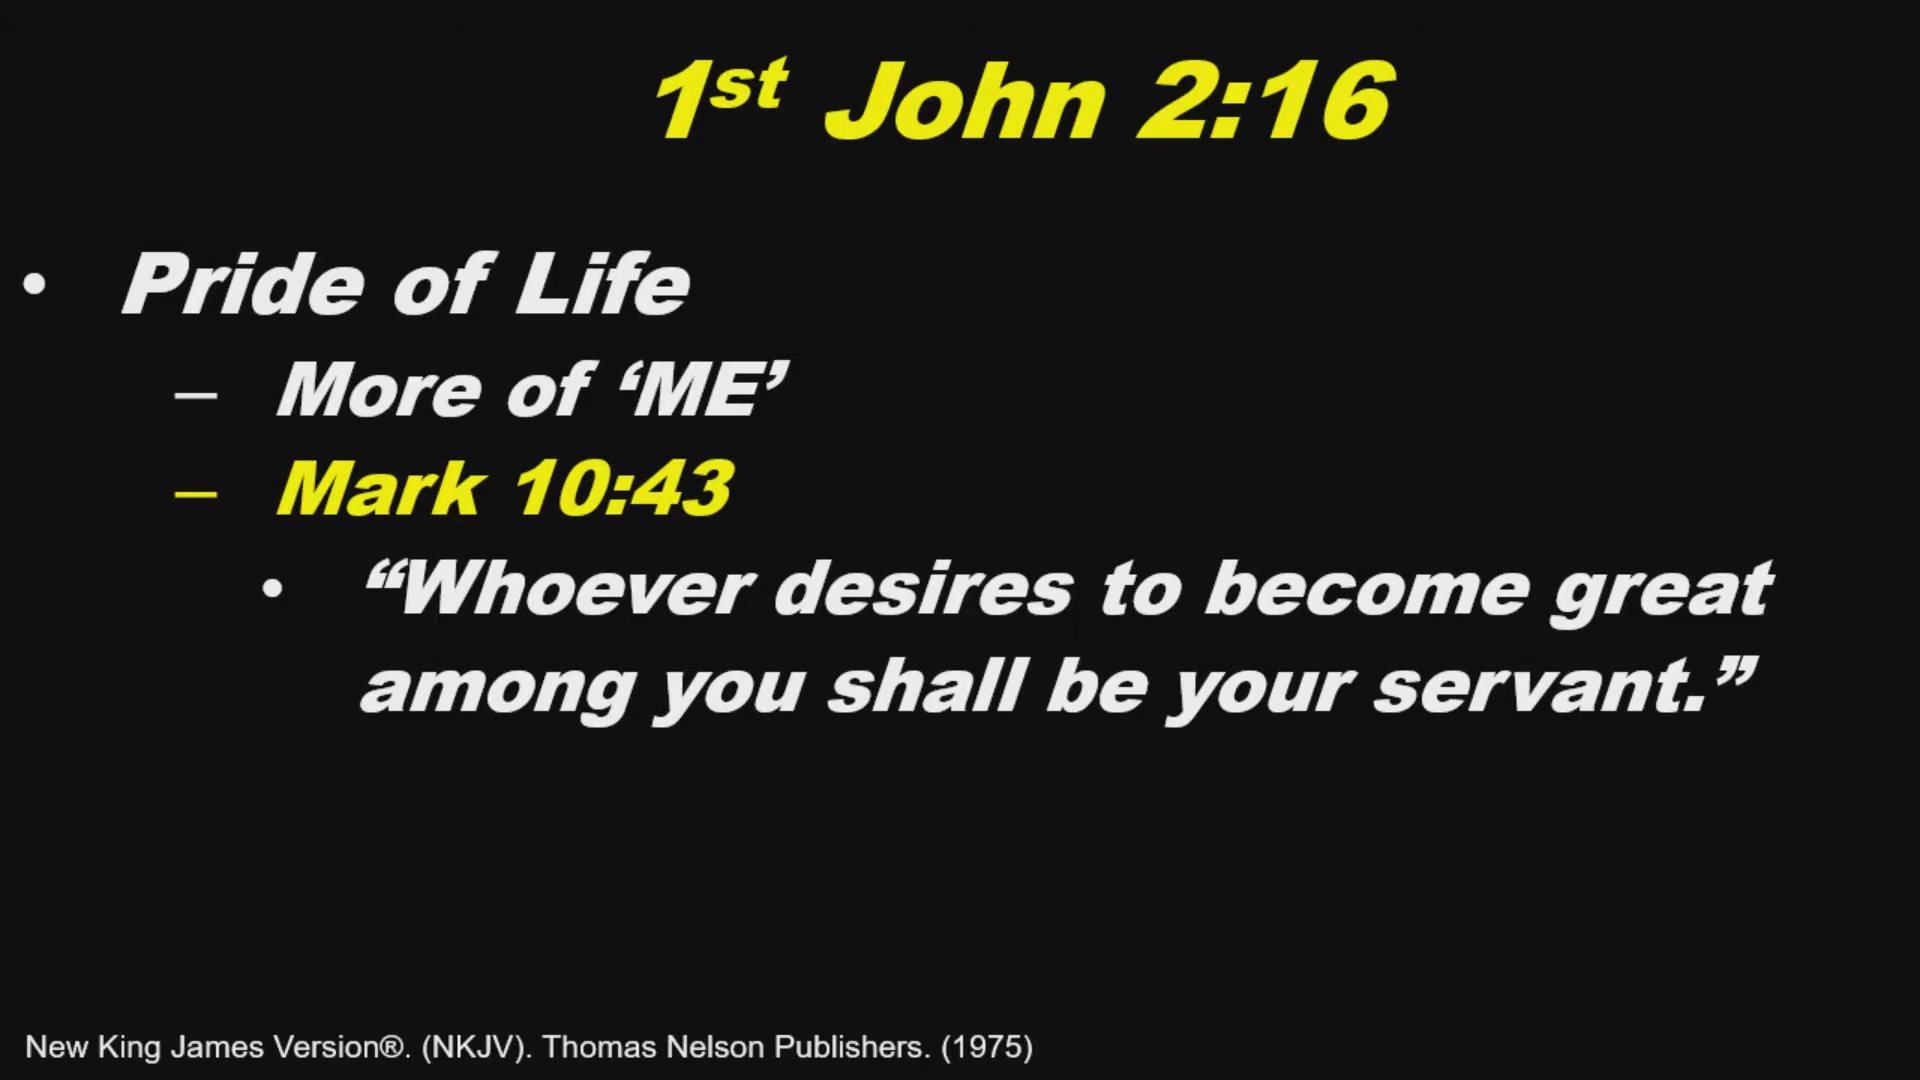 1st John 2:16
• Pride of Life
– More of ‘ME’
– Mark 10:43
• “Whoever desires to become great
among you shall be your servant.”
New King James Version®. (NKJV). Thomas Nelson Publishers. (1975)